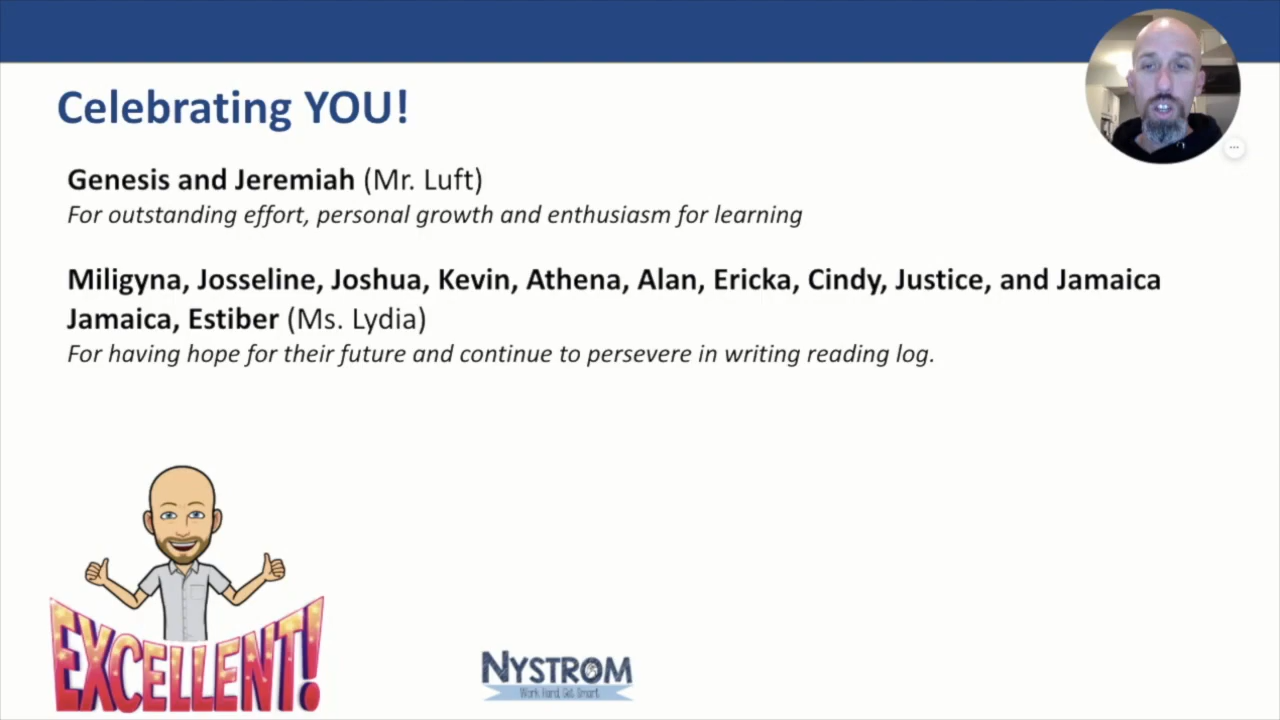 Celebrating YOU!
Genesis and Jeremiah (Mr. Luft)
For outstanding effort, personal growth and enthusiasm for learning
Miligyna, Josseline, Joshua, Kevin, Athena, Alan, Ericka, Cindy, Justice, and Jamaica
Jamaica, Estiber (Ms. Lydia)
For having hope for their future and continue to persevere in writing reading log.
EXCELLENT!
NYSTROM
Work Hard, Get Smart